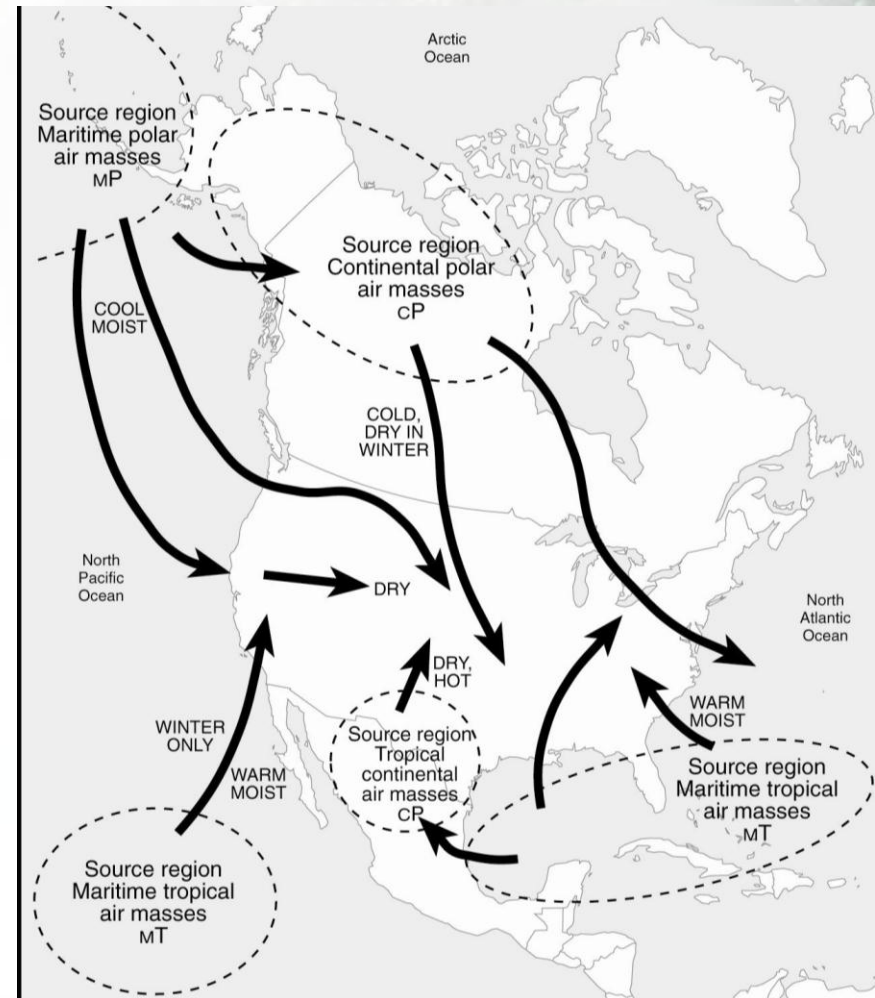 Arctic
Ocean
Source region
Maritime polar
air masses
MP
Source region
Continental polar
air masses
CP
COOL
MOIST
COLD,
DRY IN
WINTER
North
Pacific
Ocean
DRY
North
Atlantic
Ocean
DRY,
HOT
WARM
MOIST
WINTER
ONLY
WARM
MOIST
Source region
Tropical
continental
air masses
CP
Source region
Maritime tropical
air masses
MT
Source region
Maritime tropical
air masses
MT